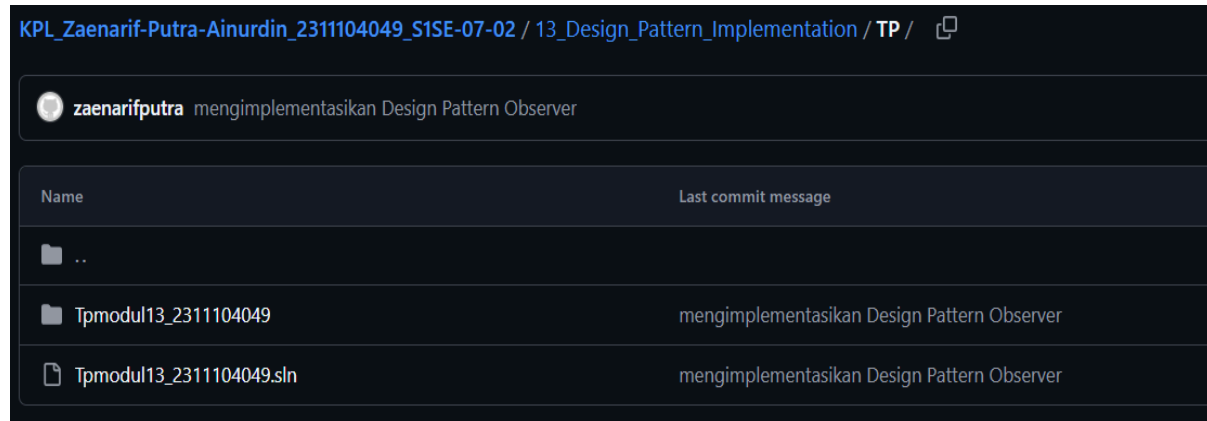 KPL_Zaenarif-Putra-Ainurdin_2311104049_S1SE-07-02 / 13_Design_Pattern_Implementation / TP /
zaenarifputra mengimplementasikan Design Pattern Observer
Name Last commit message
..
Tpmodul13_2311104049 mengimplementasikan Design Pattern Observer
Tpmodul13_2311104049.sln mengimplementasikan Design Pattern Observer